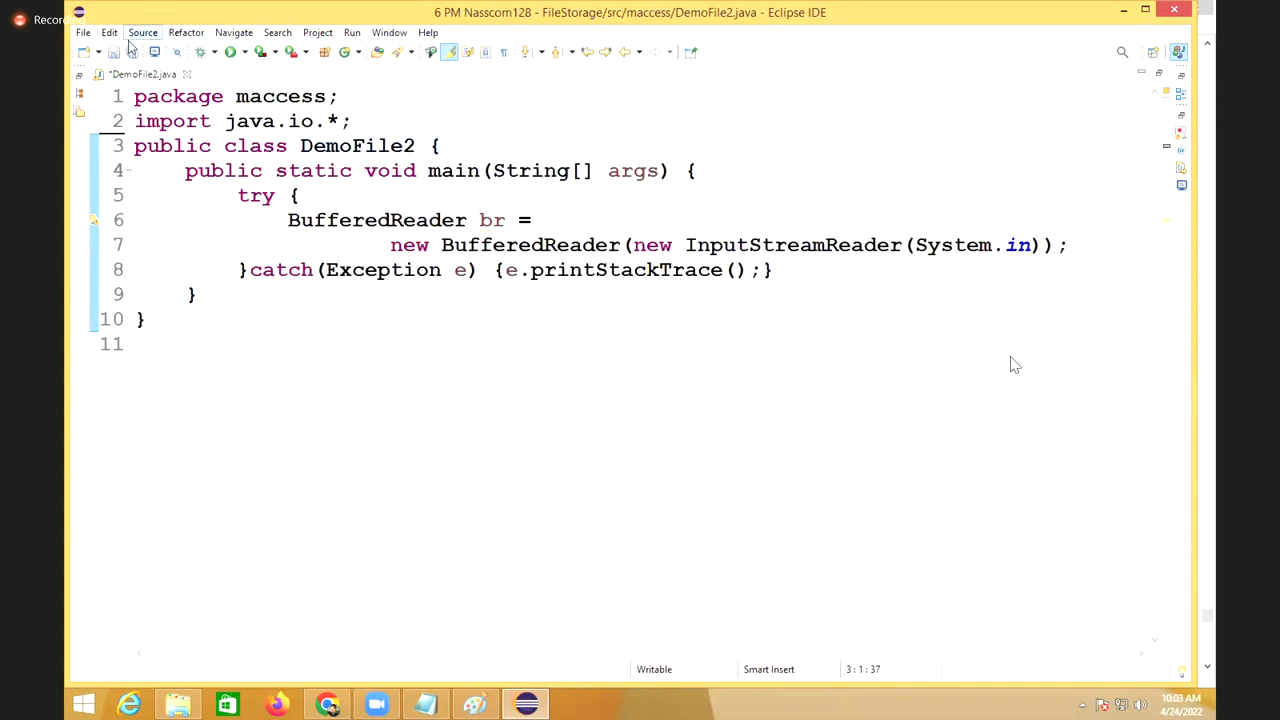 Recording
6 PM Nasscom128 - FileStorage/src/maccess/DemoFile2.java - Eclipse IDE
File Edit Source Refactor Navigate Search Project Run Window Help
*DemoFile2.java
1 package maccess;
2 import java.io.*;
3 public class DemoFile2 {
4 public static void main(String[] args) {
5 try {
6 BufferedReader br =
7 new BufferedReader(new InputStreamReader(System.in));
8 }catch(Exception e) {e.printStackTrace();}
9 }
10 }
11
Writable Smart Insert 3 : 1 : 37
10:03 AM
4/24/2022